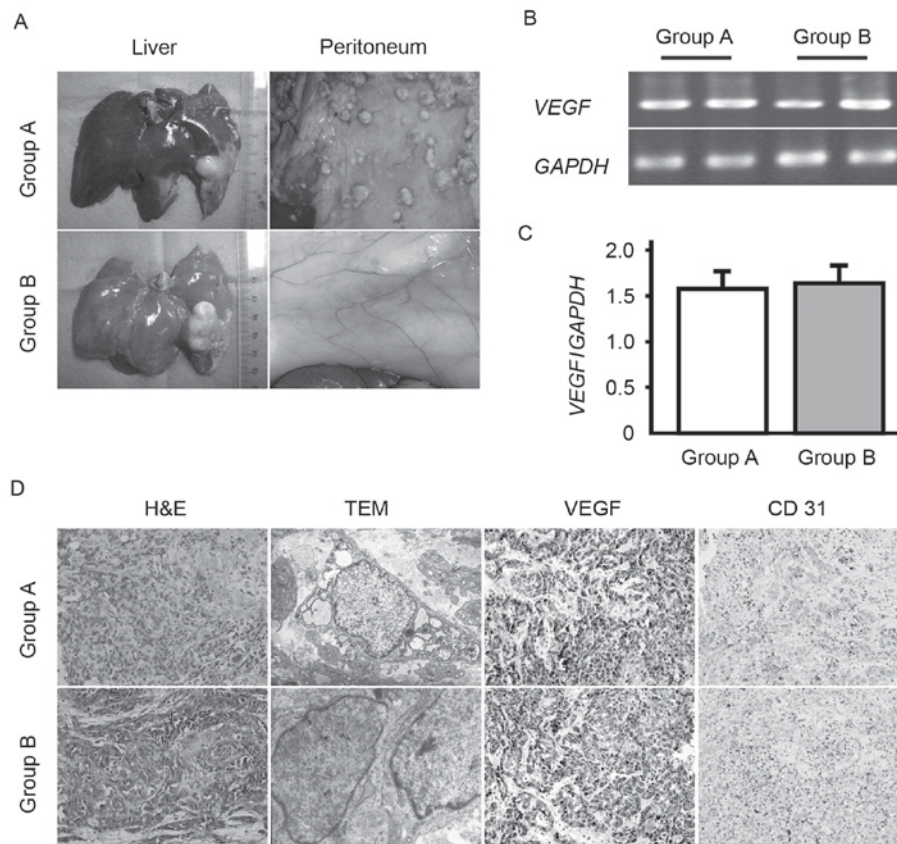 A
Liver Peritoneum
Group A
Group B
B
Group A Group B
VEGF
GAPDH
C
VEGF/GAPDH
2.0
1.5
1.0
0.5
0
Group A Group B
D
H&E TEM VEGF CD 31
Group A
Group B